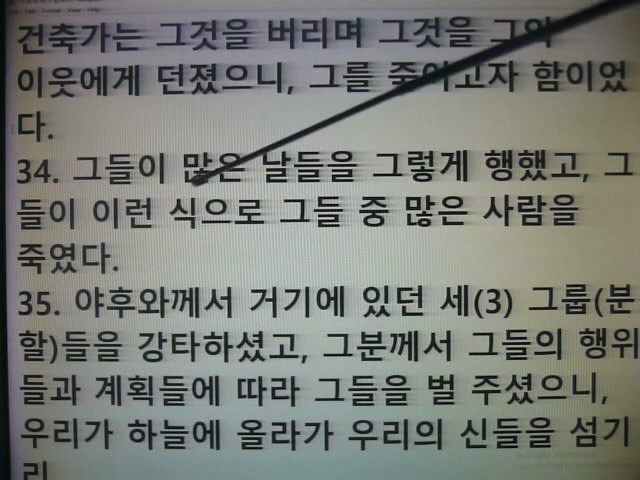 건축가는 그것을 버리며 그것을 그의
이웃에게 던졌으니, 그를 죽이고자 함이었
다.
34. 그들이 많은 날들을 그렇게 행했고, 그
들이 이런 식으로 그들 중 많은 사람을
죽였다.
35. 야후와께서 거기에 있던 세(3) 그룹(분
할)들을 강타하셨고, 그분께서 그들의 행위
들과 계획들에 따라 그들을 벌 주셨으니,
우리가 하늘에 올라가 우리의 신들을 섬기
리
Activate Windows